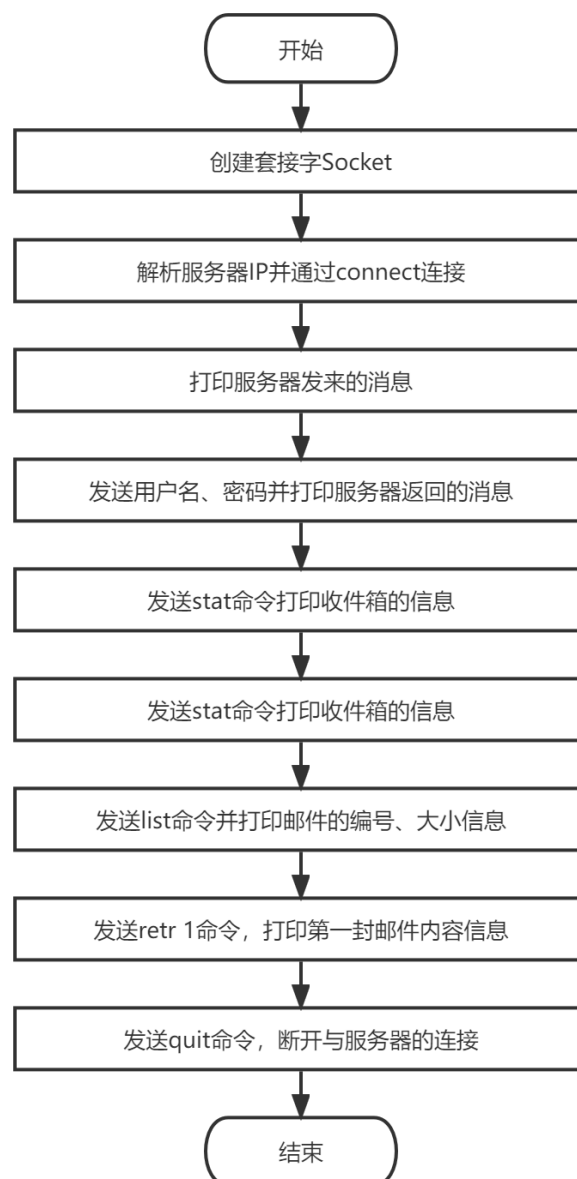 开始
创建套接字Socket
解析服务器IP并通过connect连接
打印服务器发来的消息
发送用户名、密码并打印服务器返回的消息
发送stat命令打印收件箱的信息
发送stat命令打印收件箱的信息
发送list命令并打印邮件的编号、大小信息
发送retr 1命令，打印第一封邮件内容信息
发送quit命令，断开与服务器的连接
结束